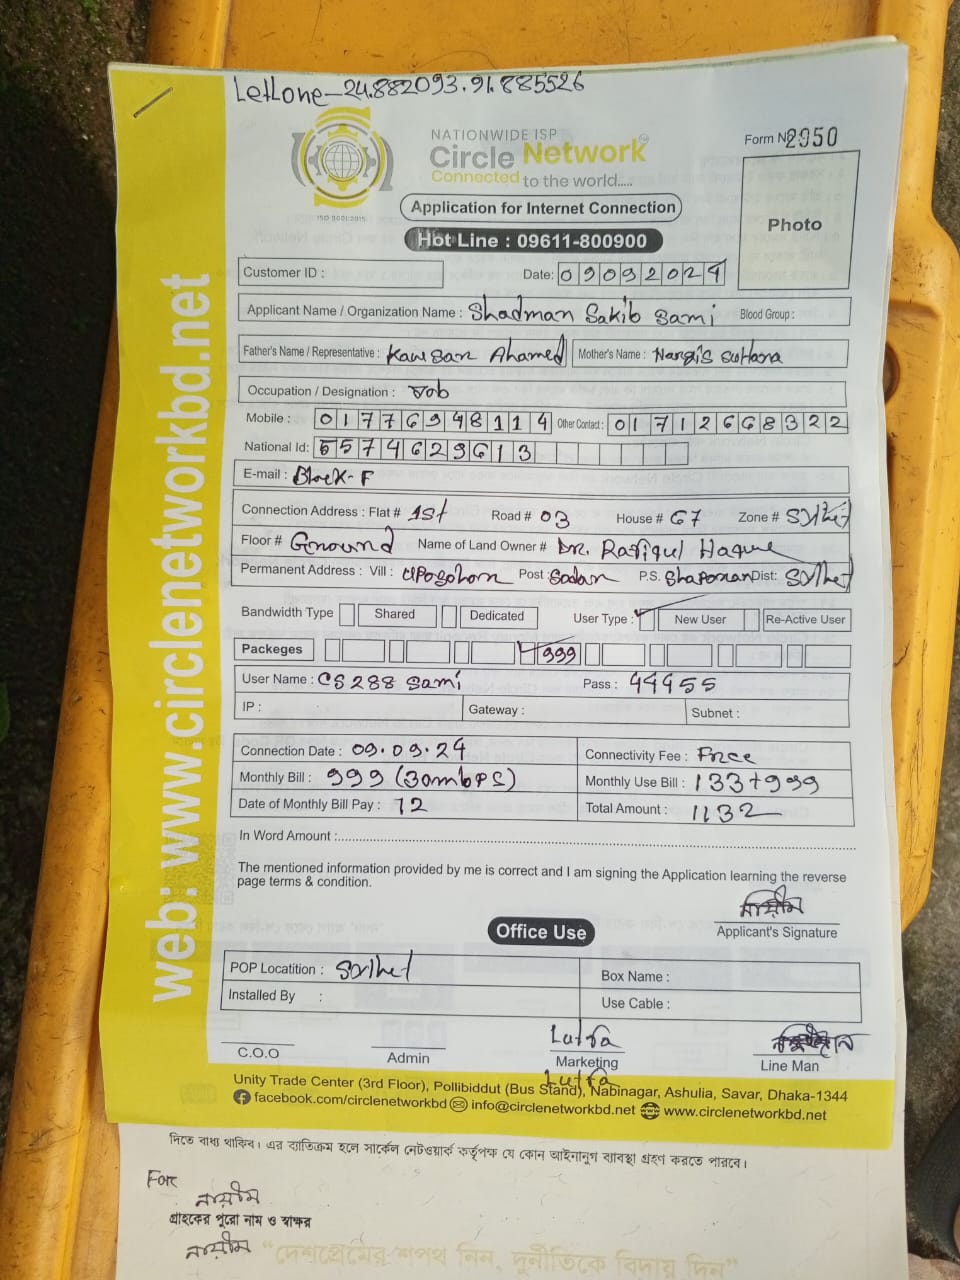 LetLone-24.882093.91.885526
NATIONWIDE ISP
Circle Network
Connected to the world.....
ISO 9001:2015
Form № 2950
Photo
Application for Internet Connection
Hot Line : 09611-800900
Customer ID :
Date: 09092024
Applicant Name / Organization Name : Shadman Sakib Sami Blood Group :
Father's Name / Representative : Kawsar Ahamed Mother's Name : Nargis sultana
Occupation / Designation : Job
Mobile : 01776948114 Other Contact : 01712668322
National Id: 5574629613
E-mail : Block-F
Connection Address : Flat # 1st Road # 03 House # 67 Zone # Sylhet
Floor # Ground Name of Land Owner # Dr. Rafiqul Haque
Permanent Address : Vill : Uposohor Post : Sadar P.S. Shaporan Dist: Sylhet
Bandwidth Type Shared Dedicated User Type : New User Re-Active User
Packeges 999
User Name : CS288 Sami Pass : 44455
IP : Gateway : Subnet :
Connection Date : 09.09.24 Connectivity Fee : Free
Monthly Bill : 999 (30mbPS) Monthly Use Bill : 133+999
Date of Monthly Bill Pay : 12 Total Amount : 1132
In Word Amount :
The mentioned information provided by me is correct and I am signing the Application learning the reverse
page terms & condition.
নায়ীম
Applicant's Signature
Office Use
POP Locatition : Sylhet Box Name :
Installed By : Use Cable :
Lutfa
C.O.O Admin Marketing Line Man
Lutfa
Unity Trade Center (3rd Floor), Pollibiddut (Bus Stand), Nabinagar, Ashulia, Savar, Dhaka-1344
facebook.com/circlenetworkbd info@circlenetworkbd.net www.circlenetworkbd.net
web: www.circlenetworkbd.net
দিতে বাধ্য থাকিব। এর ব্যতিক্রম হলে সার্কেল নেটওয়ার্ক কর্তৃপক্ষ যে কোন আইনানুগ ব্যাবস্থা গ্রহণ করতে পারবে।
For
নায়ীম
গ্রাহকের পুরো নাম ও স্বাক্ষর
নায়ীম
“দেশপ্রেমের শপথ নিন, দুর্নীতিকে বিদায় দিন”